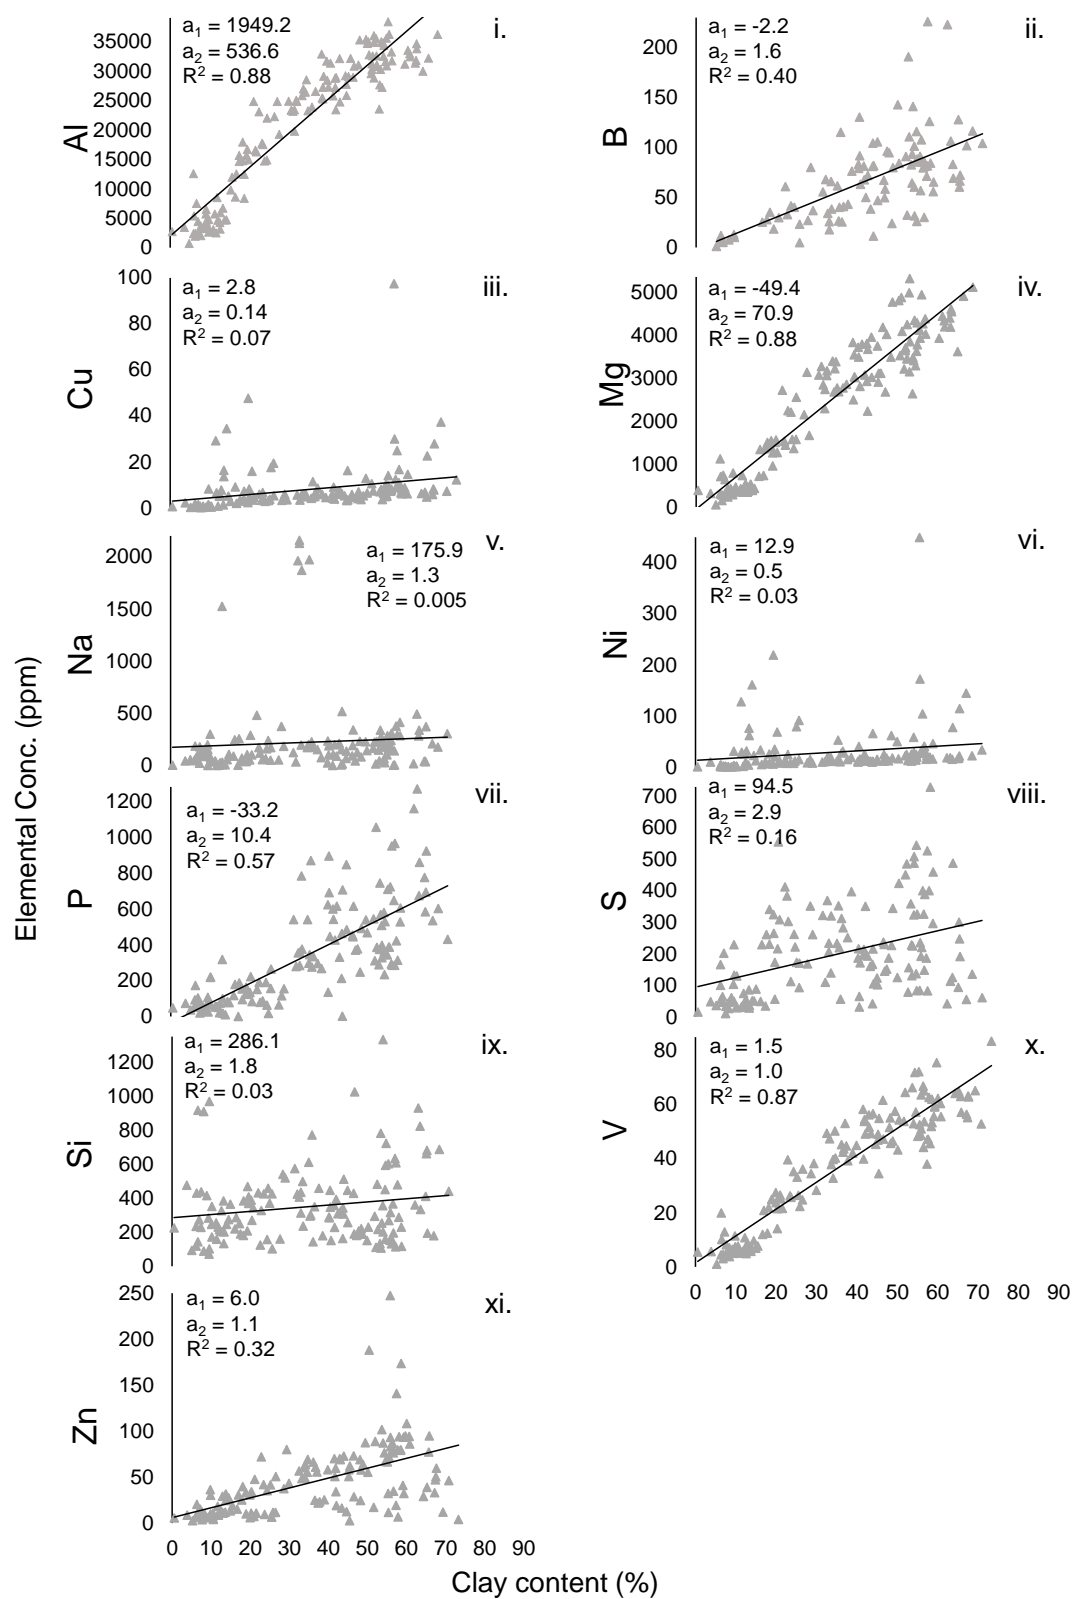 a₁ = 1949.2
a₂ = 536.6
R² = 0.88
i.
35000
30000
25000
20000
15000
10000
5000
0
Al
a₁ = -2.2
a₂ = 1.6
R² = 0.40
ii.
200
150
100
50
0
B
a₁ = 2.8
a₂ = 0.14
R² = 0.07
iii.
100
80
60
40
20
0
Cu
a₁ = -49.4
a₂ = 70.9
R² = 0.88
iv.
5000
4000
3000
2000
1000
0
Mg
a₁ = 175.9
a₂ = 1.3
R² = 0.005
v.
2000
1500
1000
500
0
Na
a₁ = 12.9
a₂ = 0.5
R² = 0.03
vi.
400
300
200
100
0
Ni
Elemental Conc. (ppm)
a₁ = -33.2
a₂ = 10.4
R² = 0.57
vii.
1200
1000
800
600
400
200
0
P
a₁ = 94.5
a₂ = 2.9
R² = 0.16
viii.
700
600
500
400
300
200
100
0
S
a₁ = 286.1
a₂ = 1.8
R² = 0.03
ix.
1200
1000
800
600
400
200
0
Si
a₁ = 1.5
a₂ = 1.0
R² = 0.87
x.
80
60
40
20
0
V
0 10 20 30 40 50 60 70 80 90
a₁ = 6.0
a₂ = 1.1
R² = 0.32
xi.
250
200
150
100
50
0
Zn
0 10 20 30 40 50 60 70 80 90
Clay content (%)